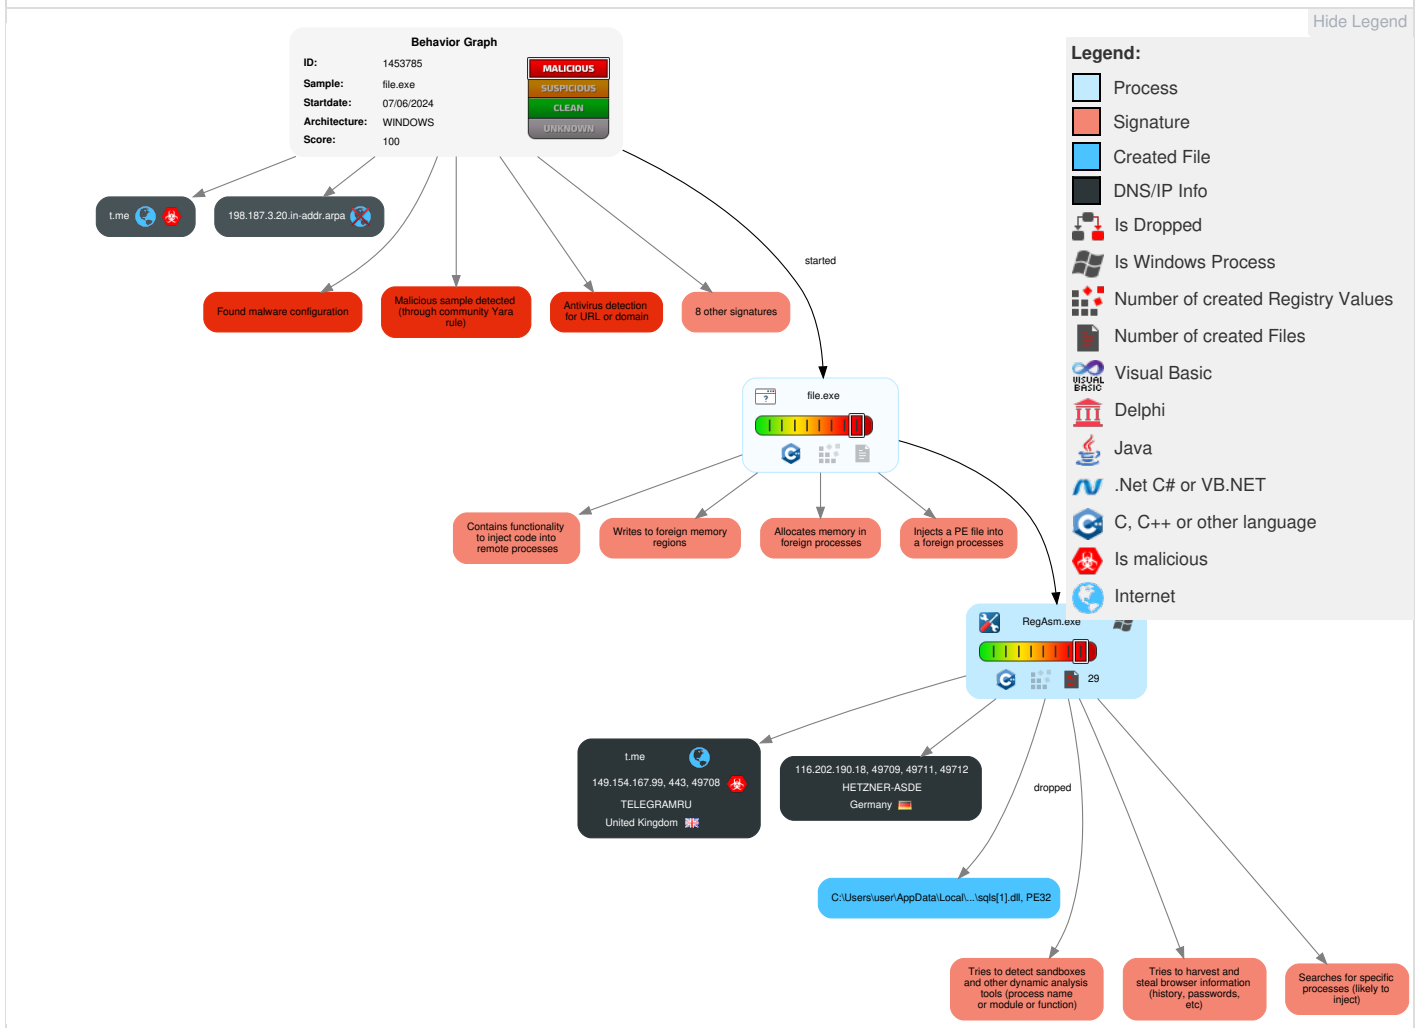 Hide Legend
Behavior Graph
ID: 1453785
Sample: file.exe
Startdate: 07/06/2024
Architecture: WINDOWS
Score: 100
MALICIOUS
SUSPICIOUS
CLEAN
UNKNOWN
Legend:
Process
Signature
Created File
DNS/IP Info
Is Dropped
Is Windows Process
Number of created Registry Values
Number of created Files
VISUAL
BASIC
Visual Basic
Delphi
Java
.Net C# or VB.NET
C, C++ or other language
Is malicious
Internet
t.me
198.187.3.20.in-addr.arpa
started
Found malware configuration
Malicious sample detected
(through community Yara
rule)
Antivirus detection
for URL or domain
8 other signatures
file.exe
Contains functionality
to inject code into
remote processes
Writes to foreign memory
regions
Allocates memory in
foreign processes
Injects a PE file into
a foreign processes
RegAsm.exe
29
t.me
149.154.167.99, 443, 49708
TELEGRAMRU
United Kingdom
116.202.190.18, 49709, 49711, 49712
HETZNER-ASDE
Germany
dropped
C:\Users\user\AppData\Local\...\sqls[1].dll, PE32
Tries to detect sandboxes
and other dynamic analysis
tools (process name
or module or function)
Tries to harvest and
steal browser information
(history, passwords,
etc)
Searches for specific
processes (likely to
inject)